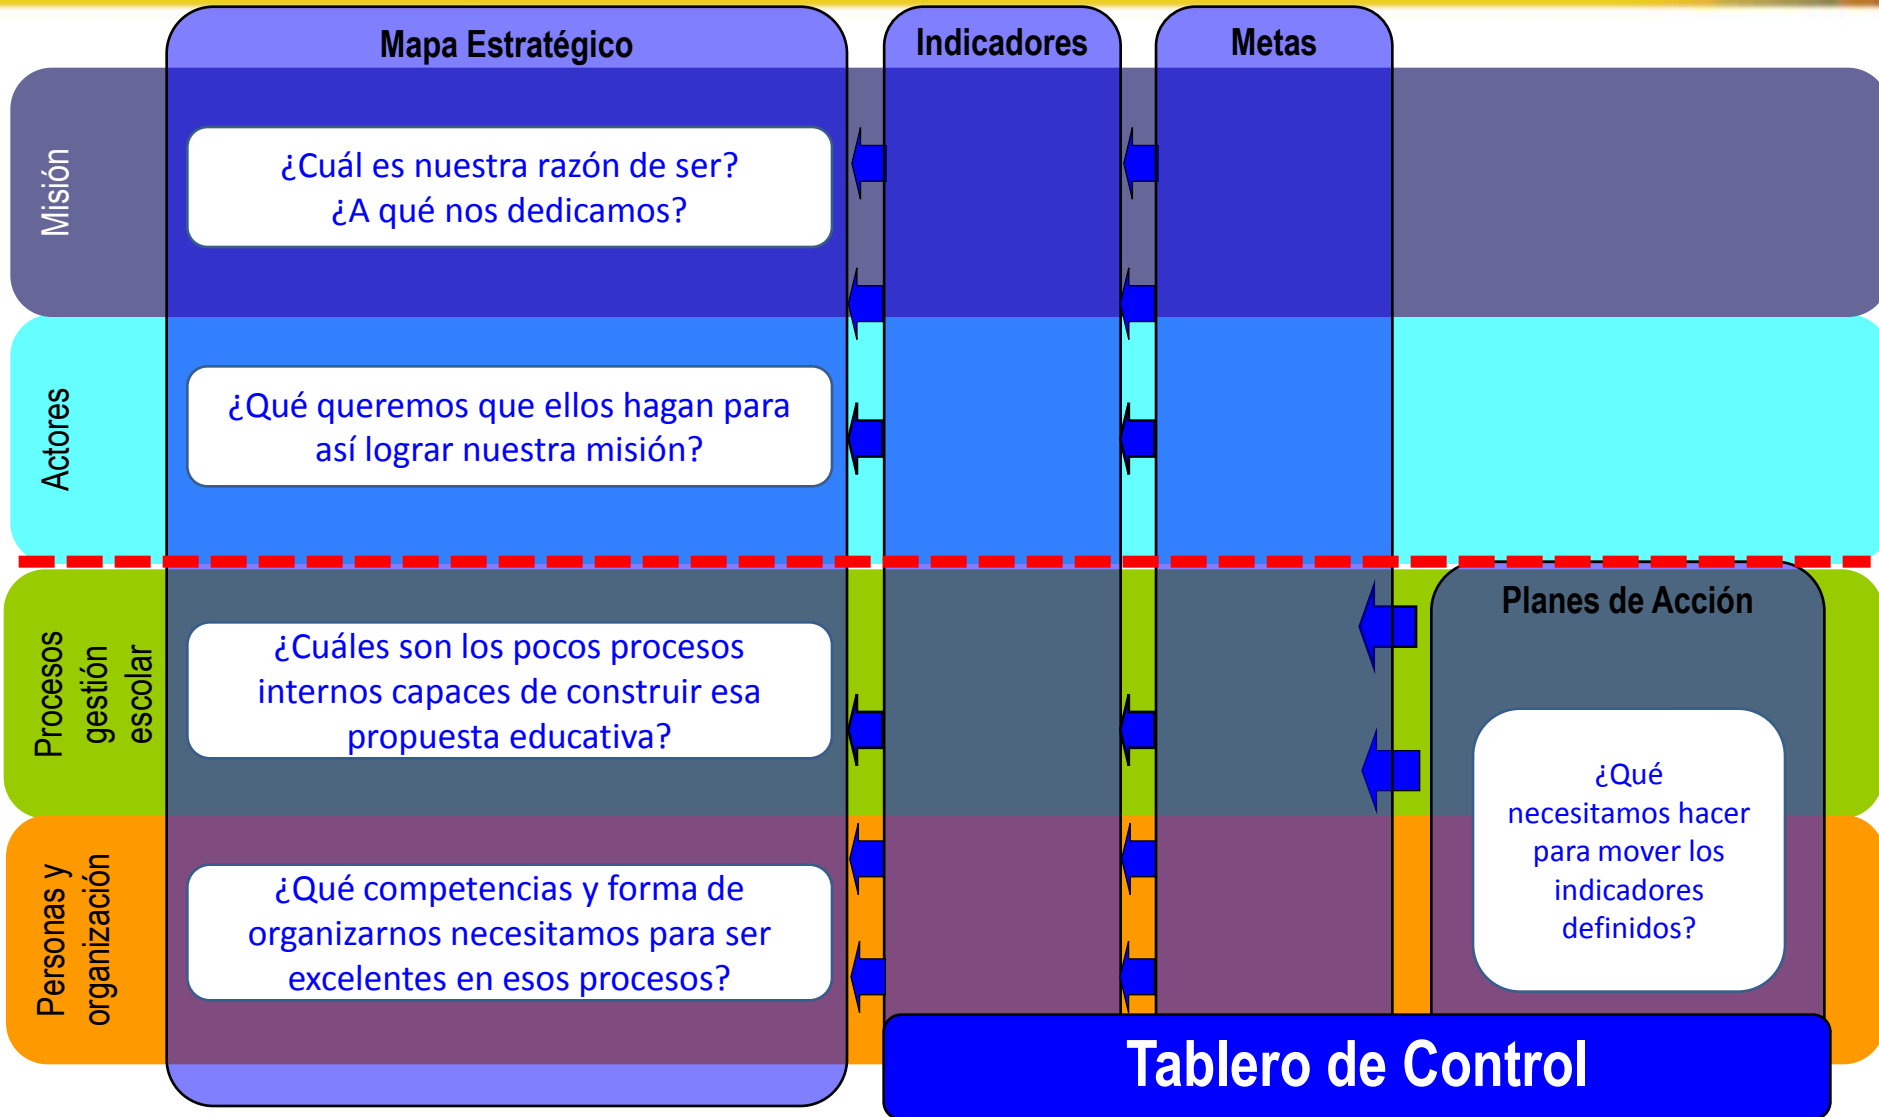 Mapa Estratégico
Indicadores
Metas
Misión
¿Cuál es nuestra razón de ser?
¿A qué nos dedicamos?
Actores
¿Qué queremos que ellos hagan para
así lograr nuestra misión?
Procesos
gestión
escolar
¿Cuáles son los pocos procesos
internos capaces de construir esa
propuesta educativa?
Planes de Acción
¿Qué
necesitamos hacer
para mover los
indicadores
definidos?
Personas y
organización
¿Qué competencias y forma de
organizarnos necesitamos para ser
excelentes en esos procesos?
Tablero de Control